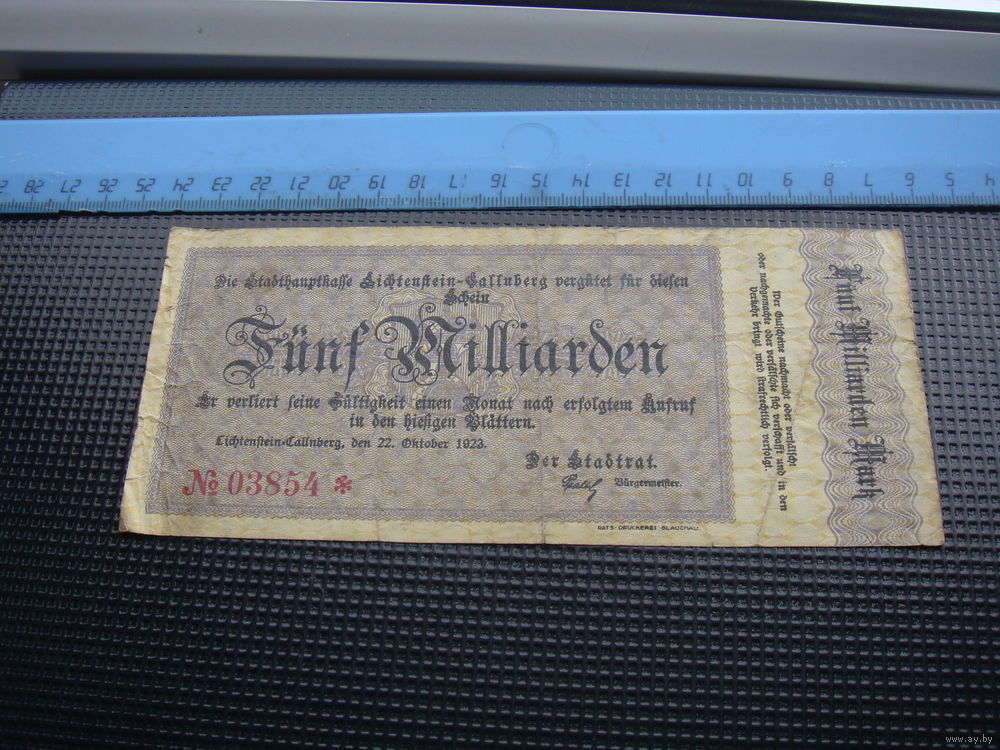 28 27 26 25 24 23 22 21 20 19 18 17 16 15 14 13 12 11 10 9 8 7 6 5 4
Die Stadthauptkasse Lichtenstein-Callnberg vergütet für diesen
Schein
Fünf Milliarden
Er verliert seine Gültigkeit einen Monat nach erfolgtem Aufruf
in den hiesigen Blättern.
Lichtenstein-Callnberg, den 22. Oktober 1923.
Der Stadtrat.
Bürgermeister.
№ 03854 *
RATS-DRUCKEREI GLAUCHAU.
Wer Gutscheine nachmacht oder verfälscht
oder nachgemachte oder verfälschte sich verschafft und in den
Verkehr bringt wird strafrechtlich verfolgt.
Fünf Milliarden Mark
www.ay.by